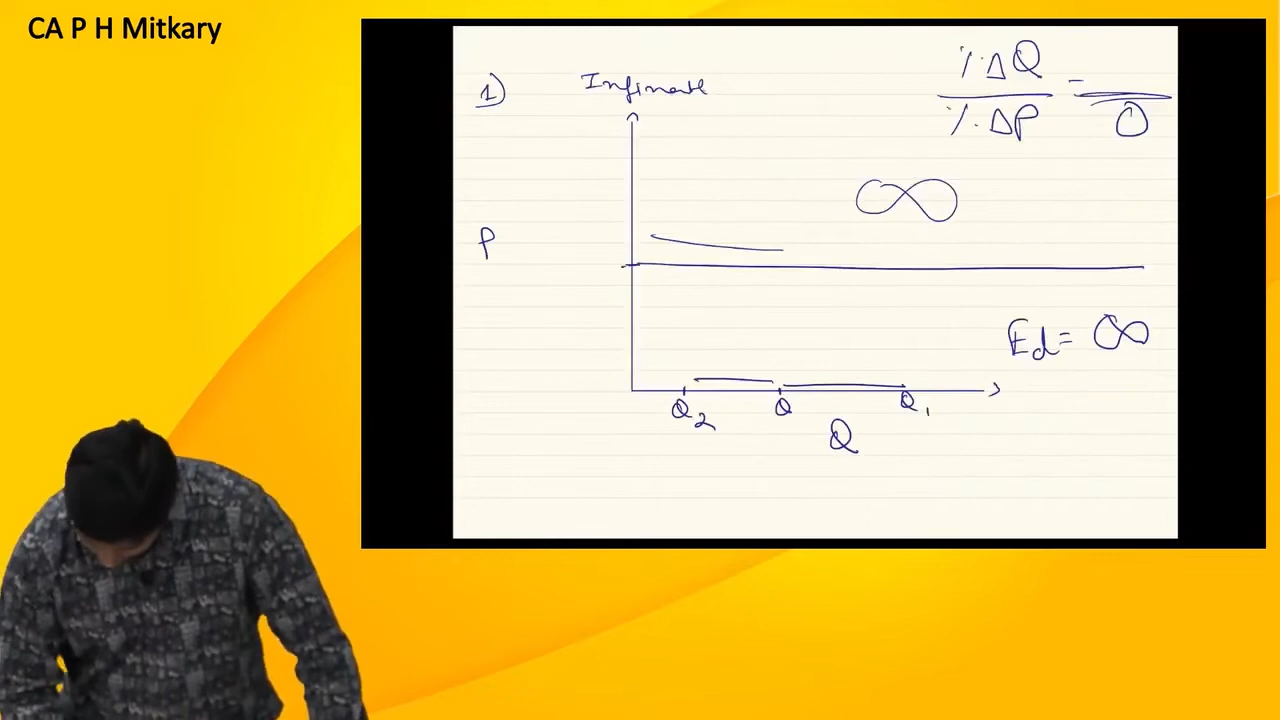 CA P H Mitkary
1) Infinate
%ΔQ
%ΔP
=
0
∞
P
Ed = ∞
Q2 Q Q1
Q